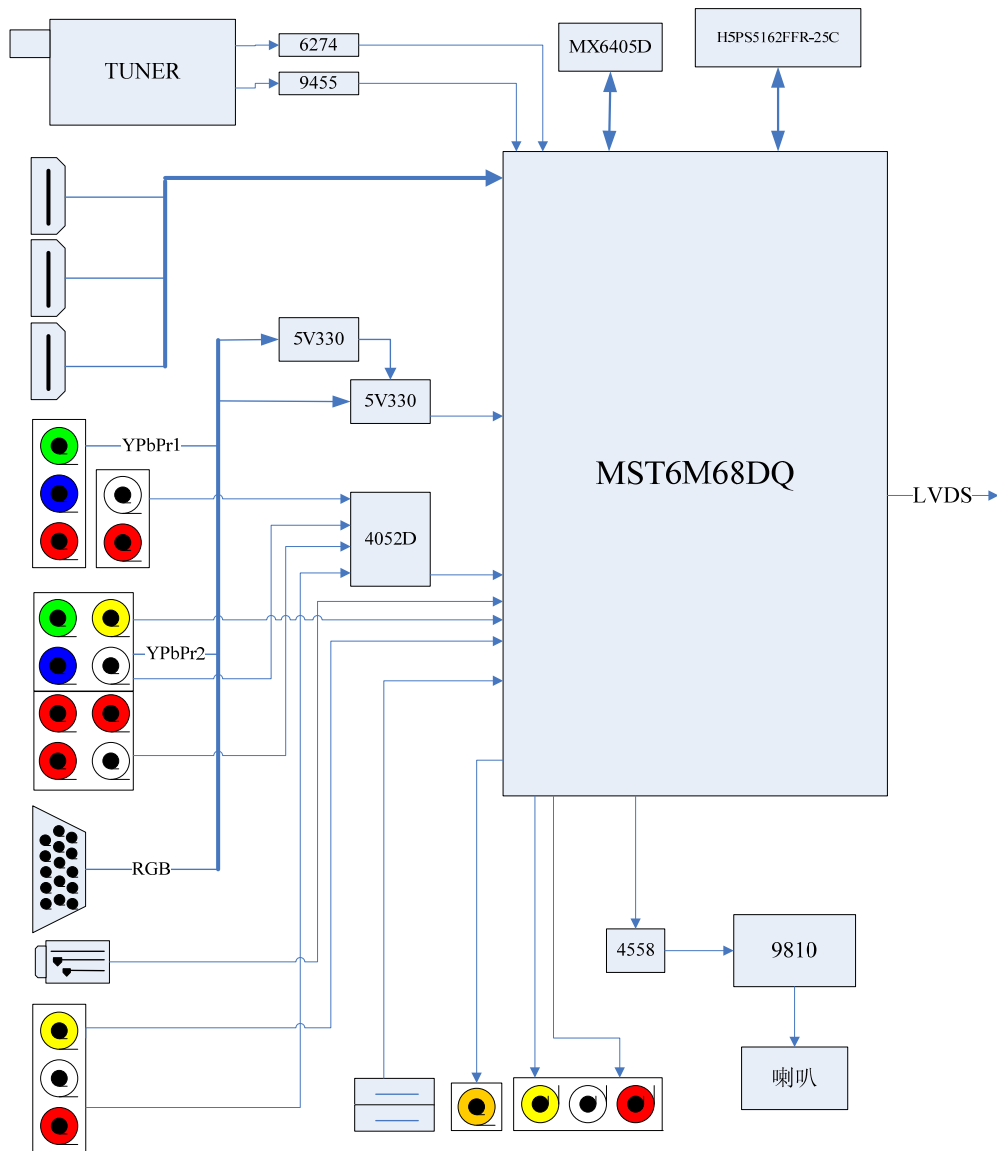 TUNER
6274
9455
MX6405D
H5PS5162FFR-25C
5V330
5V330
YPbPr1
MST6M68DQ
LVDS
4052D
YPbPr2
RGB
4558
9810
喇叭